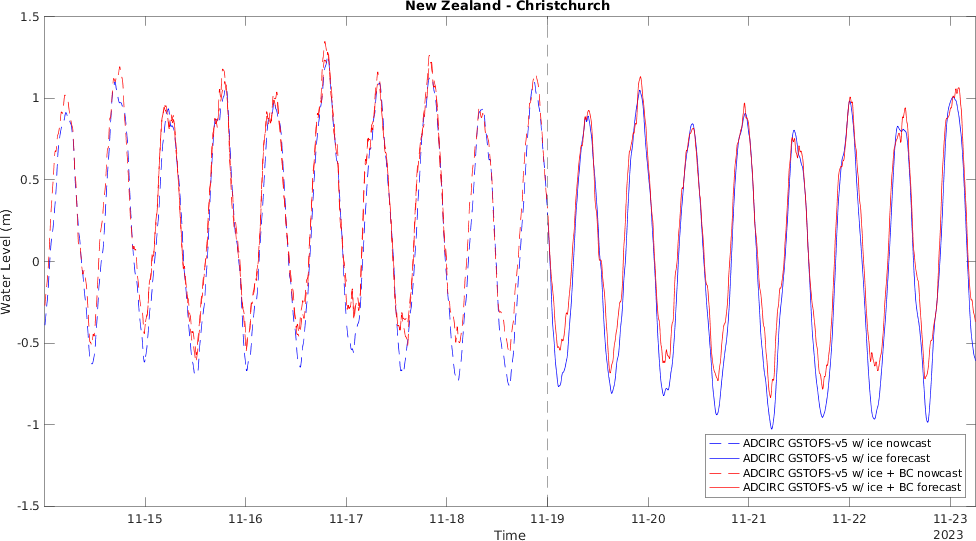 New Zealand - Christchurch
1.5
1
0.5
0
-0.5
-1
-1.5
Water Level (m)
ADCIRC GSTOFS-v5 w/ ice nowcast
ADCIRC GSTOFS-v5 w/ ice forecast
ADCIRC GSTOFS-v5 w/ ice + BC nowcast
ADCIRC GSTOFS-v5 w/ ice + BC forecast
11-15 11-16 11-17 11-18 11-19 11-20 11-21 11-22 11-23
2023
Time